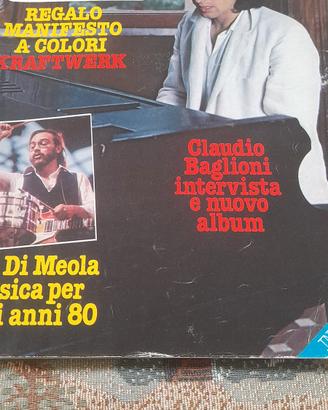 REGALO
MANIFESTO
A COLORI
KRAFTWERK
Claudio
Baglioni
intervista
e nuovo
album
Di Meola
sica per
i anni 80